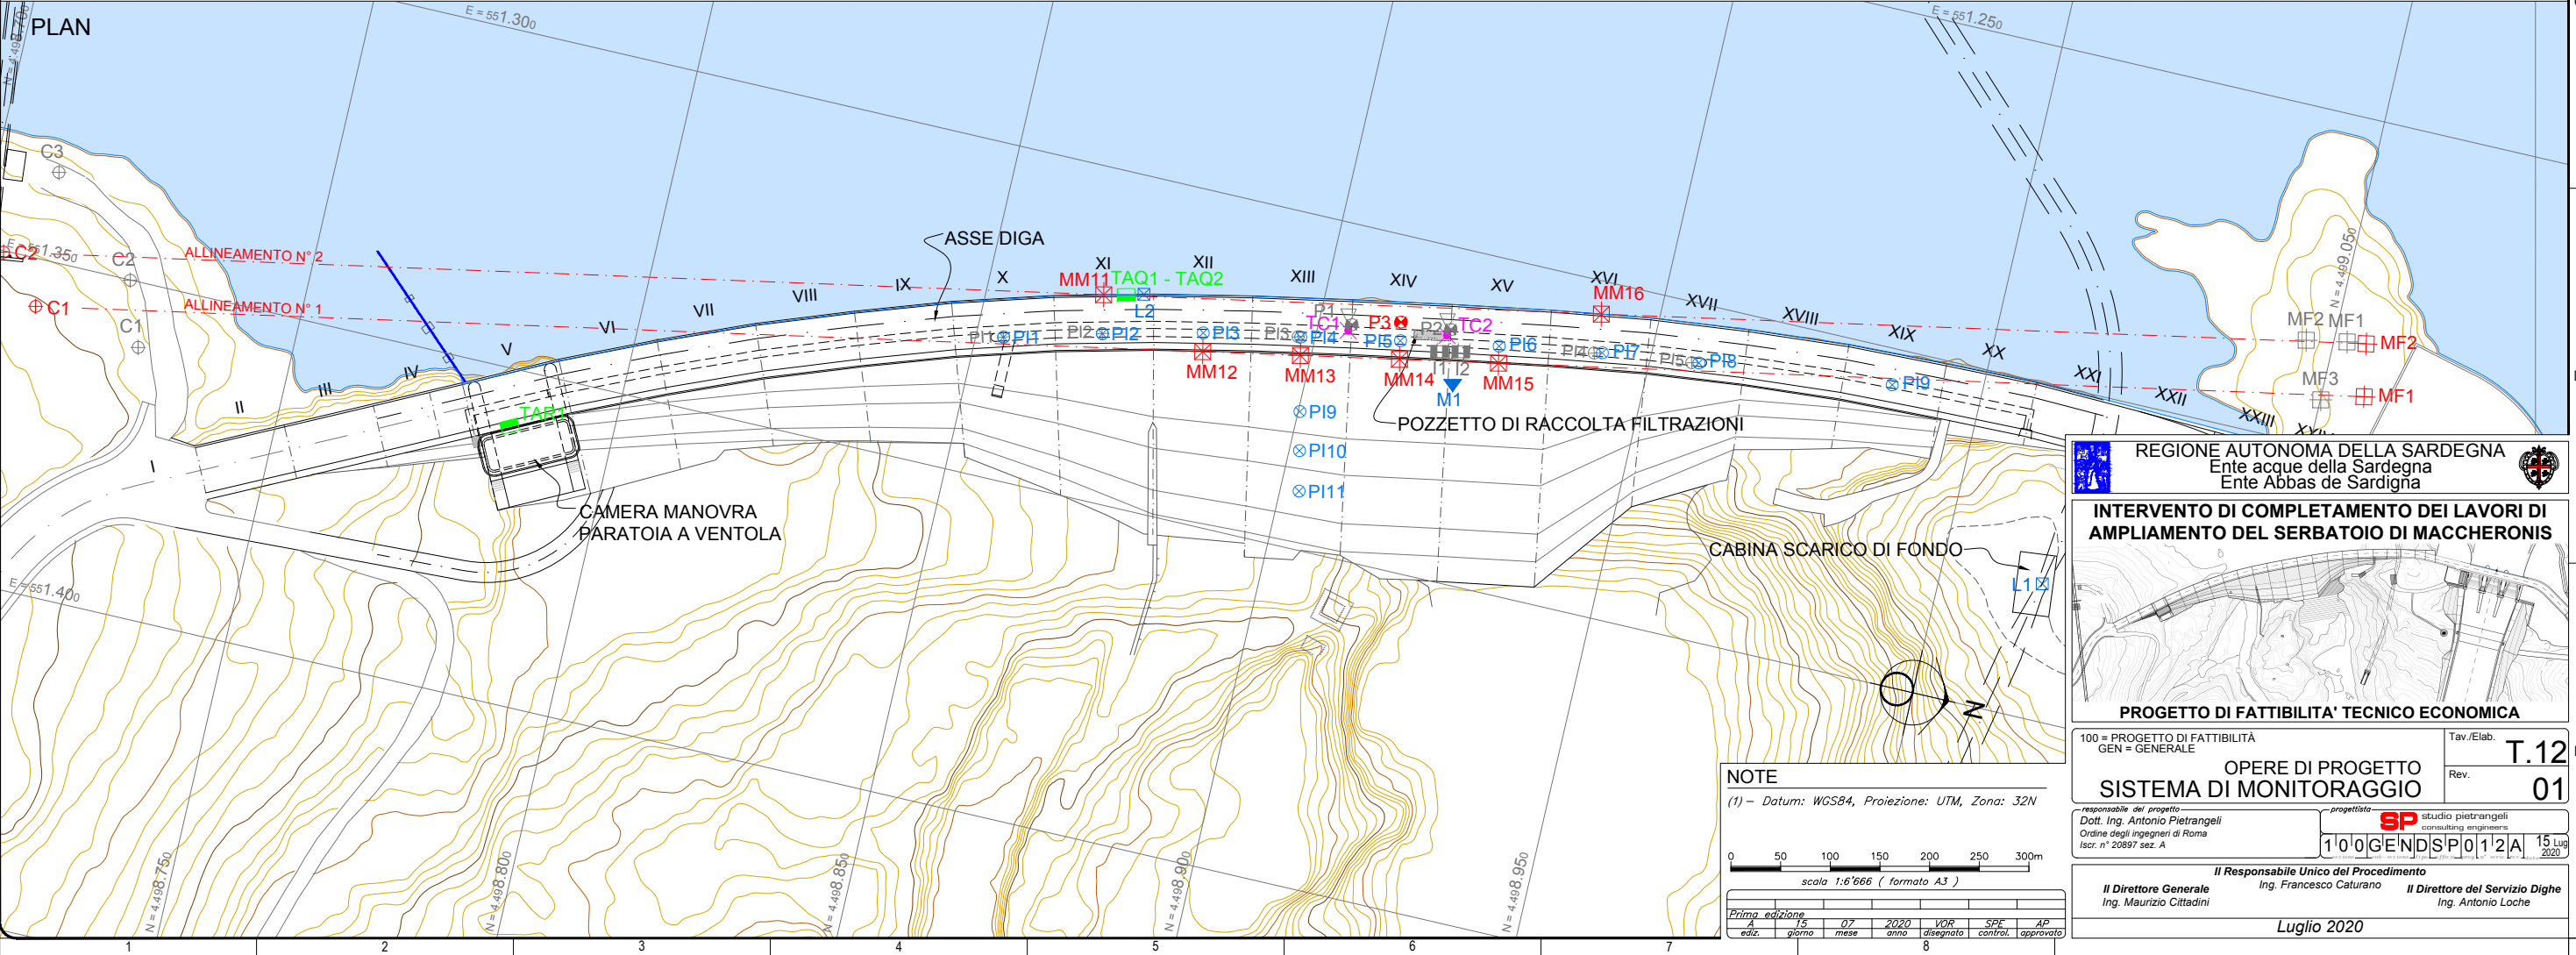 PLAN
E = 551.300
E = 551.250
N = 4.498.700
C3
E = 551.350
C2
C2
C1
C1
ALLINEAMENTO N° 2
ALLINEAMENTO N° 1
ASSE DIGA
I
II
III
IV
V
VI
VII
VIII
IX
X
XI
XII
XIII
XIV
XV
XVI
XVII
XVIII
XIX
XX
XXI
XXII
XXIII
MM11
TAQ1 - TAQ2
L2
MM16
PI1
PI1
PI2
PI2
PI3
PI3
PI4
P1
TC1
P3
PI5
P2
TC2
PI6
PI4
PI7
PI5
PI8
PI9
MM12
MM13
MM14
MM15
I1
I2
M1
PI9
PI10
PI11
POZZETTO DI RACCOLTA FILTRAZIONI
TAR1
CAMERA MANOVRA
PARATOIA A VENTOLA
CABINA SCARICO DI FONDO
L1
N
MF2
MF1
MF2
MF3
MF1
N = 4.499.050
E = 551.400
N = 4.498.750
N = 4.498.800
N = 4.498.850
N = 4.498.900
N = 4.498.950
NOTE
(1) – Datum: WGS84, Proiezione: UTM, Zona: 32N
0 50 100 150 200 250 300m
scala 1:6'666 ( formato A3 )
Prima edizione
A 15 07 2020 VOR SPE AP
ediz. giorno mese anno disegnato control. approvato
REGIONE AUTONOMA DELLA SARDEGNA
Ente acque della Sardegna
Ente Abbas de Sardigna
INTERVENTO DI COMPLETAMENTO DEI LAVORI DI
AMPLIAMENTO DEL SERBATOIO DI MACCHERONIS
PROGETTO DI FATTIBILITA' TECNICO ECONOMICA
100 = PROGETTO DI FATTIBILITÀ
GEN = GENERALE
OPERE DI PROGETTO
SISTEMA DI MONITORAGGIO
Tav./Elab.
T.12
Rev.
01
responsabile del progetto
Dott. Ing. Antonio Pietrangeli
Ordine degli ingegneri di Roma
Iscr. n° 20897 sez. A
progettista
SP studio pietrangeli
consulting engineers
100GENDSP012A
15 Lug
2020
Il Responsabile Unico del Procedimento
Ing. Francesco Caturano
Il Direttore Generale
Ing. Maurizio Cittadini
Il Direttore del Servizio Dighe
Ing. Antonio Loche
Luglio 2020
1 2 3 4 5 6 7 8